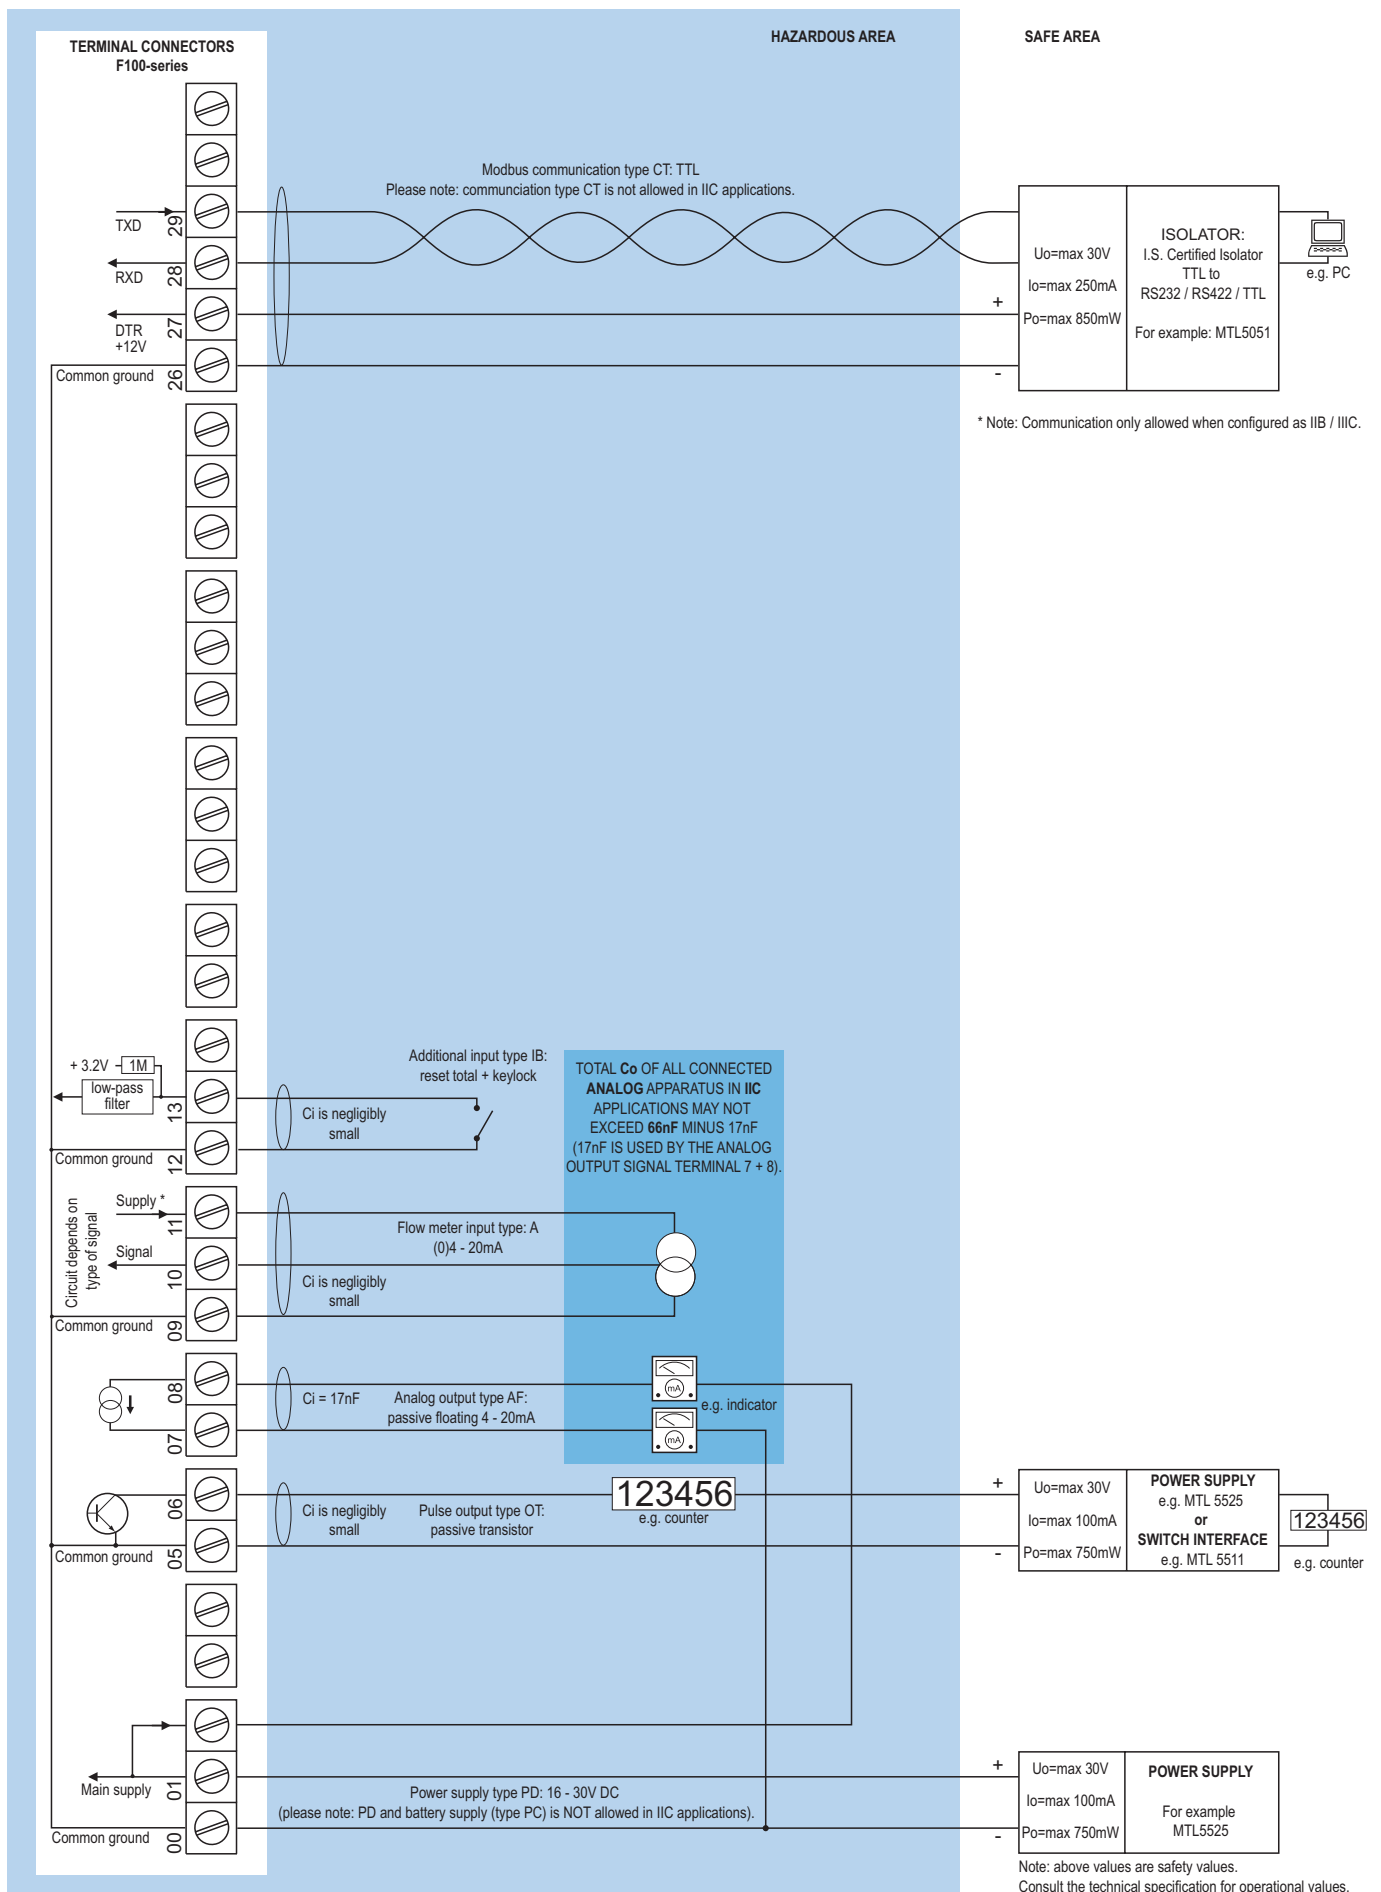 HAZARDOUS AREA
SAFE AREA
TERMINAL CONNECTORS
F100-series
Modbus communication type CT: TTL
Please note: communciation type CT is not allowed in IIC applications.
TXD
29
RXD
28
DTR
+12V
27
+
Common ground
26
-
Uo=max 30V
Io=max 250mA
Po=max 850mW
ISOLATOR:
I.S. Certified Isolator
TTL to
RS232 / RS422 / TTL
For example: MTL5051
e.g. PC
* Note: Communication only allowed when configured as IIB / IIIC.
+ 3.2V
1M
low-pass
filter
13
Common ground
12
Additional input type IB:
reset total + keylock
Ci is negligibly
small
TOTAL Co OF ALL CONNECTED
ANALOG APPARATUS IN IIC
APPLICATIONS MAY NOT
EXCEED 66nF MINUS 17nF
(17nF IS USED BY THE ANALOG
OUTPUT SIGNAL TERMINAL 7 + 8).
Circuit depends on
type of signal
Supply *
11
Signal
10
Common ground
09
Flow meter input type: A
(0)4 - 20mA
Ci is negligibly
small
08
07
Ci = 17nF
Analog output type AF:
passive floating 4 - 20mA
mA
e.g. indicator
mA
06
Common ground
05
Ci is negligibly
small
Pulse output type OT:
passive transistor
123456
e.g. counter
+
-
Uo=max 30V
Io=max 100mA
Po=max 750mW
POWER SUPPLY
e.g. MTL 5525
or
SWITCH INTERFACE
e.g. MTL 5511
123456
e.g. counter
Main supply
01
Common ground
00
Power supply type PD: 16 - 30V DC
(please note: PD and battery supply (type PC) is NOT allowed in IIC applications).
+
-
Uo=max 30V
Io=max 100mA
Po=max 750mW
POWER SUPPLY
For example
MTL5525
Note: above values are safety values.
Consult the technical specification for operational values.